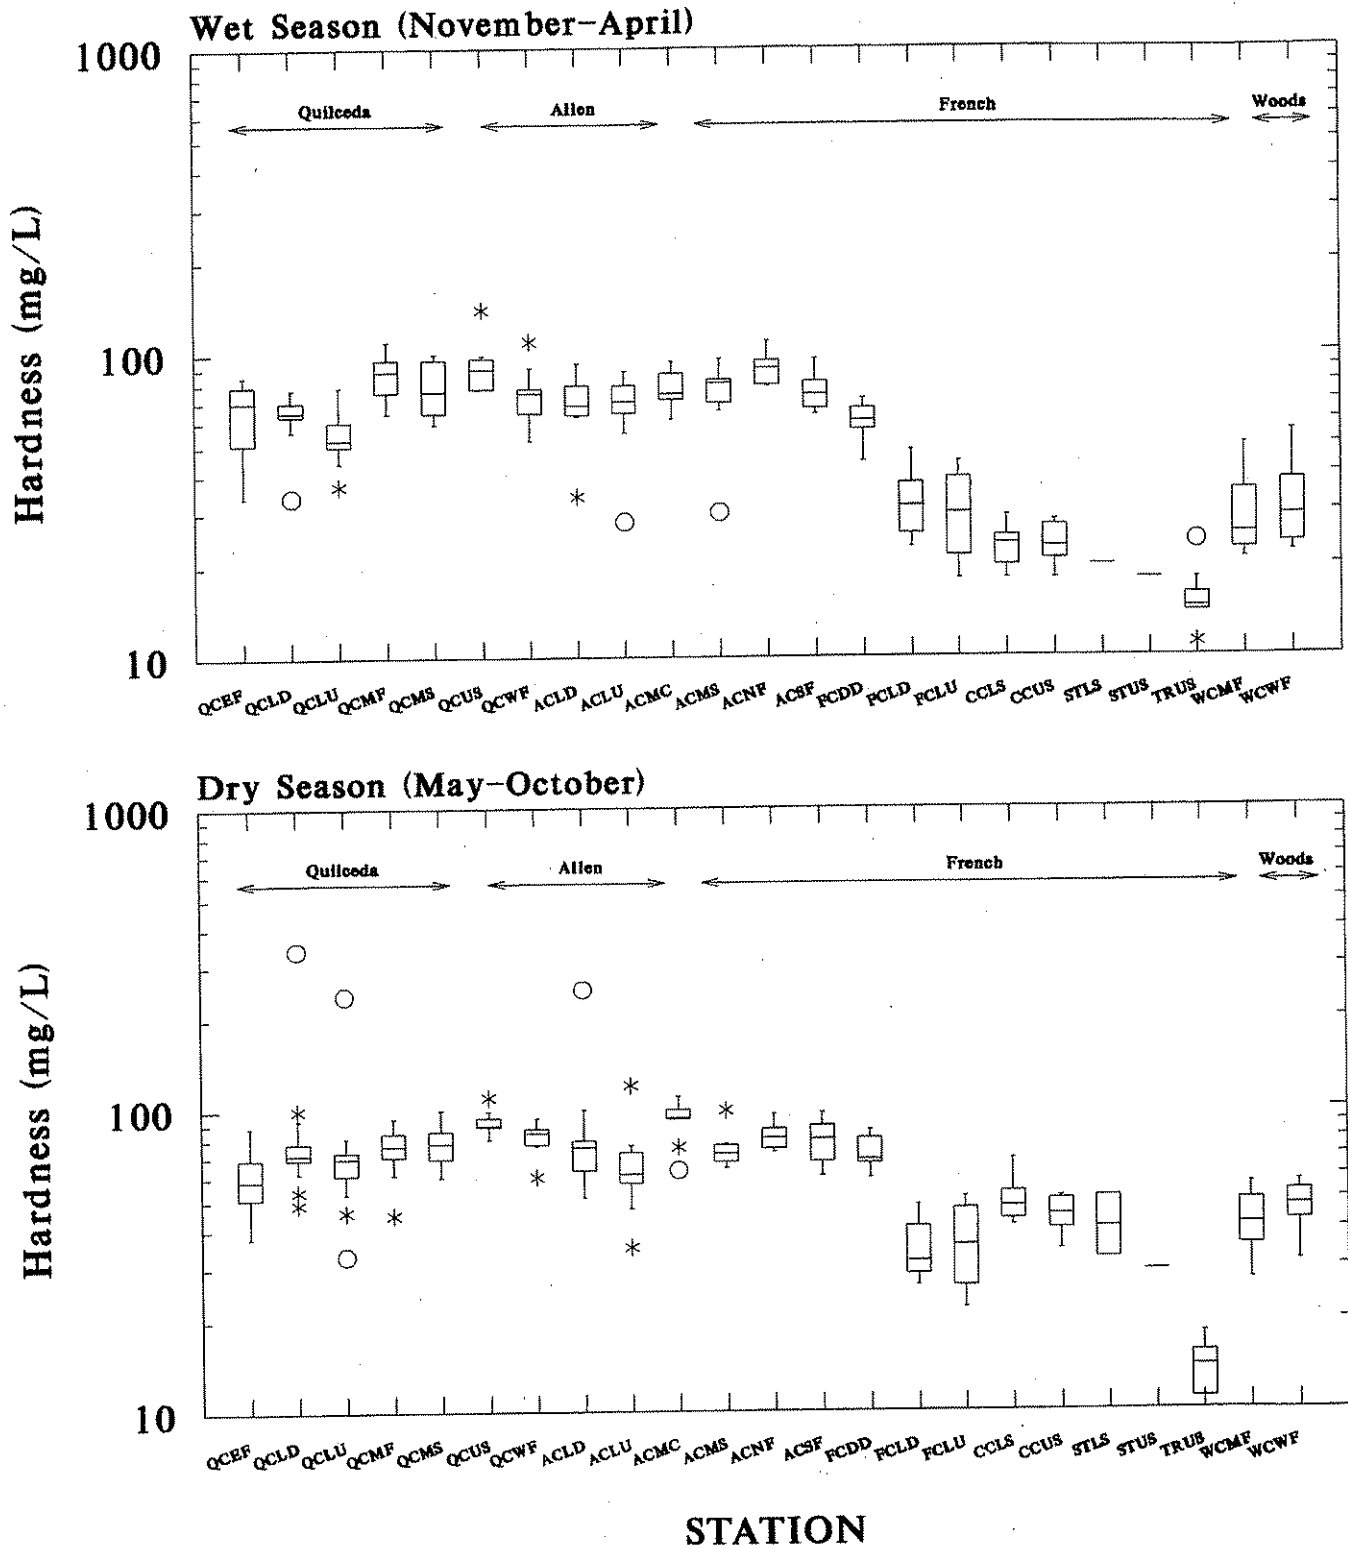 Wet Season (November-April)
1000
Quilceda Allen French Woods
Hardness (mg/L)
100
10
QCEF QCLD QCLU QCMF QCMS QCUS QCWF ACLD ACLU ACMC ACMS ACNF ACSF FCDD FCLD FCLU CCLS CCUS STLS STUS TRUS WCMF WCWF
Dry Season (May-October)
1000
Quilceda Allen French Woods
Hardness (mg/L)
100
10
QCEF QCLD QCLU QCMF QCMS QCUS QCWF ACLD ACLU ACMC ACMS ACNF ACSF FCDD FCLD FCLU CCLS CCUS STLS STUS TRUS WCMF WCWF
STATION